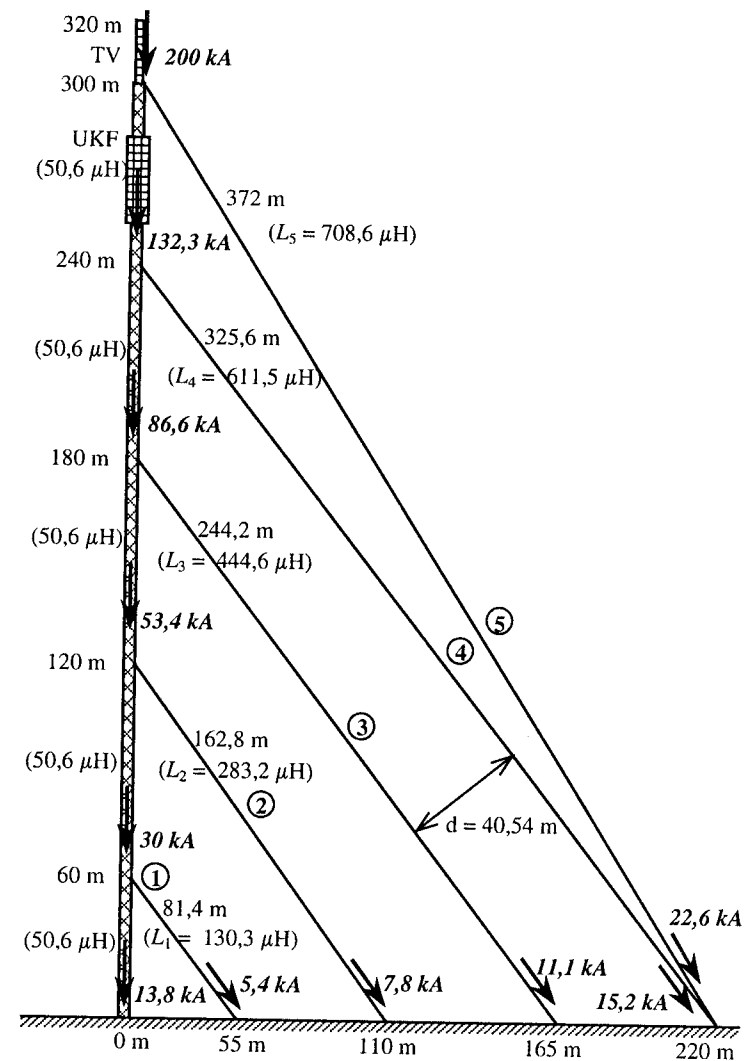 320 m
TV
200 kA
300 m
UKF
(50,6 μH)
372 m
(L₅ = 708,6 μH)
132,3 kA
240 m
325,6 m
(50,6 μH)
(L₄ = 611,5 μH)
86,6 kA
180 m
244,2 m
(50,6 μH)
(L₃ = 444,6 μH)
53,4 kA
5
4
120 m
3
162,8 m
(50,6 μH)
(L₂ = 283,2 μH)
2
d = 40,54 m
30 kA
60 m
1
81,4 m
22,6 kA
(50,6 μH)
(L₁ = 130,3 μH)
11,1 kA
13,8 kA
5,4 kA
7,8 kA
15,2 kA
0 m
55 m
110 m
165 m
220 m